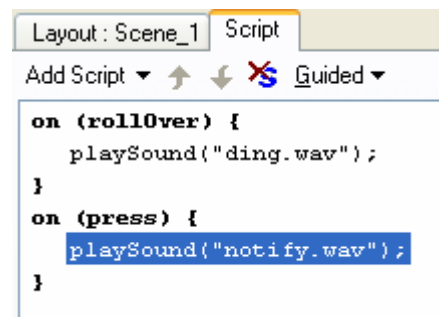 Layout : Scene_1 Script
Add Script Guided
on (rollOver) {
playSound("ding.wav");
}
on (press) {
playSound("notify.wav");
}